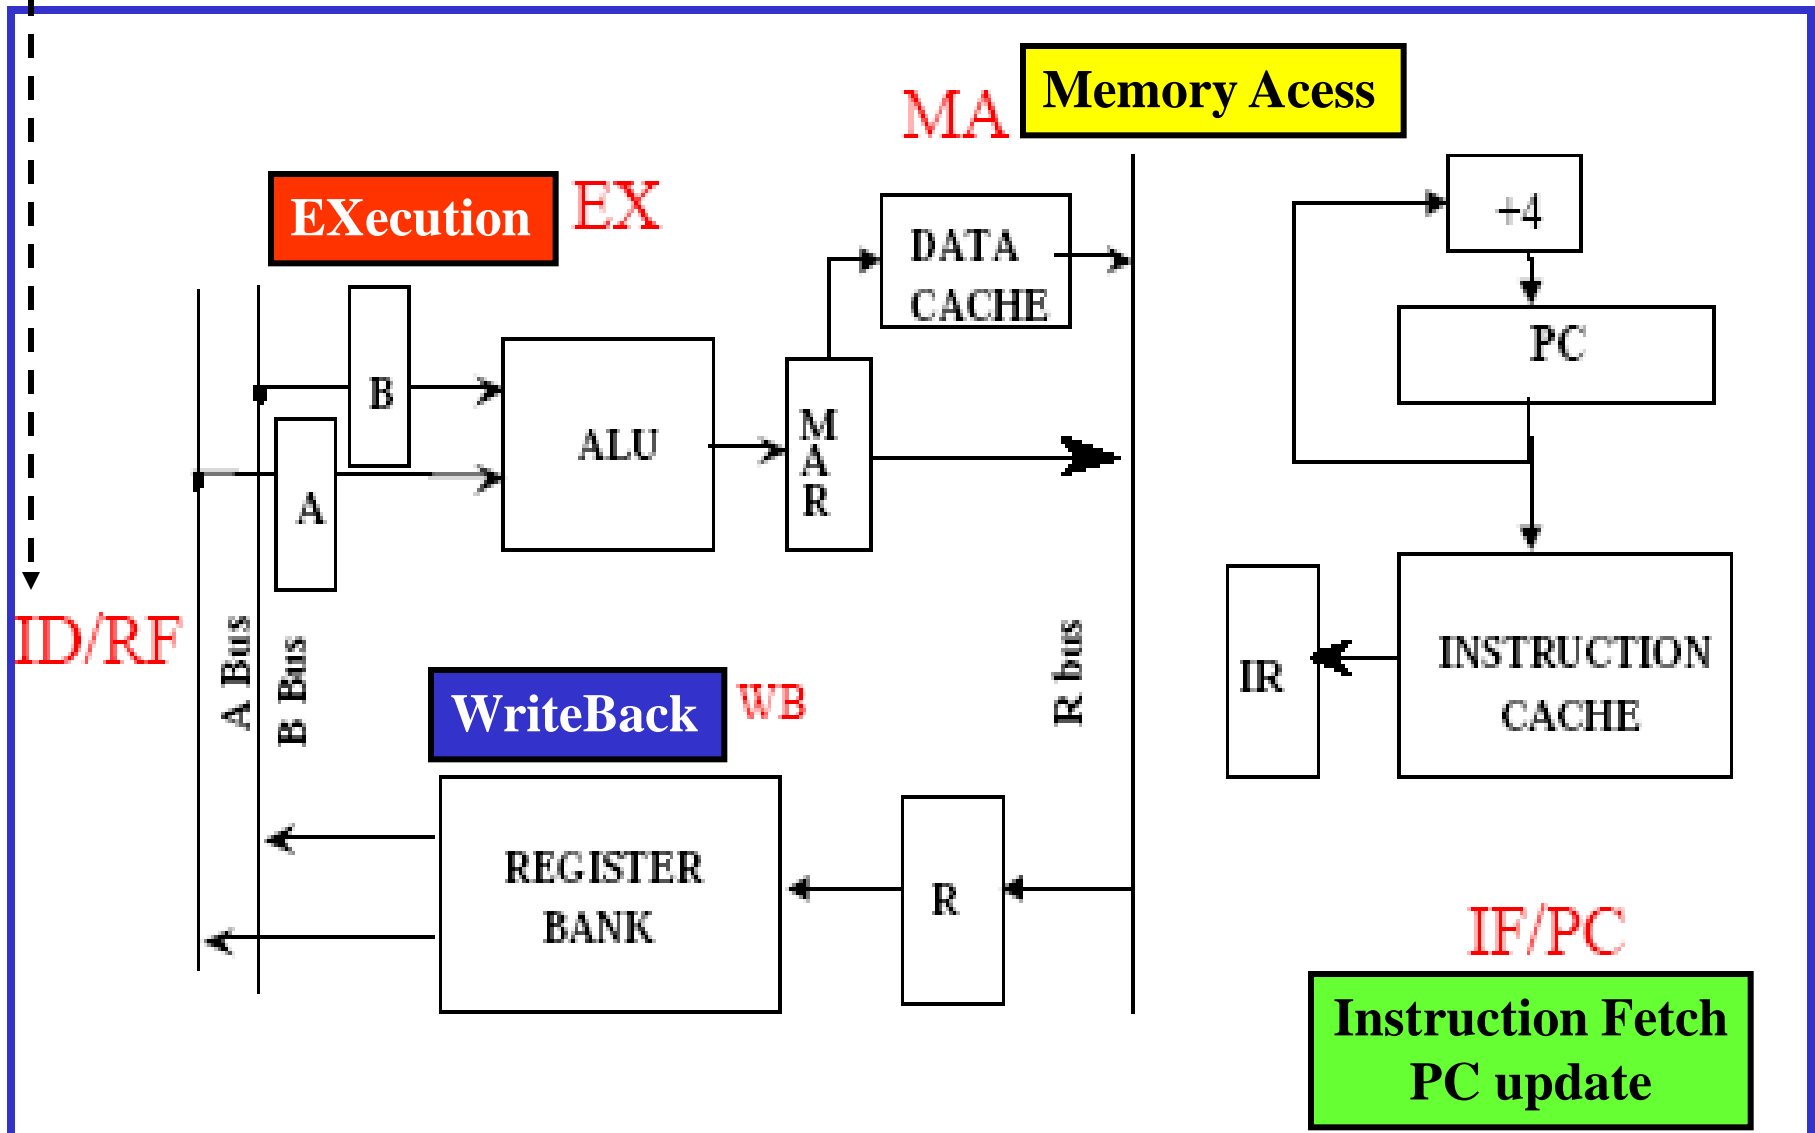 Memory Acess
MA
EXecution
EX
+4
DATA
CACHE
PC
B
M
A
R
ALU
A
ID/RF
A Bus
B Bus
R bus
INSTRUCTION
CACHE
IR
WriteBack
WB
REGISTER
BANK
R
IF/PC
Instruction Fetch
PC update